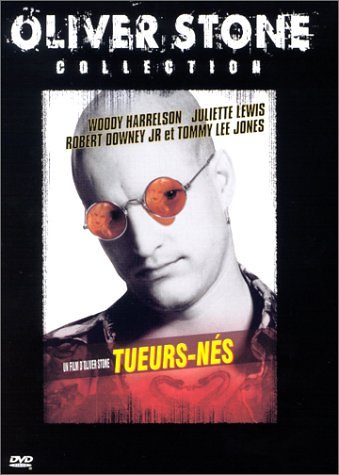 OLIVER STONE
COLLECTION
WOODY HARRELSON JULIETTE LEWIS
ROBERT DOWNEY JR et TOMMY LEE JONES
UN FILM D'OLIVER STONE TUEURS-NÉS
DVD